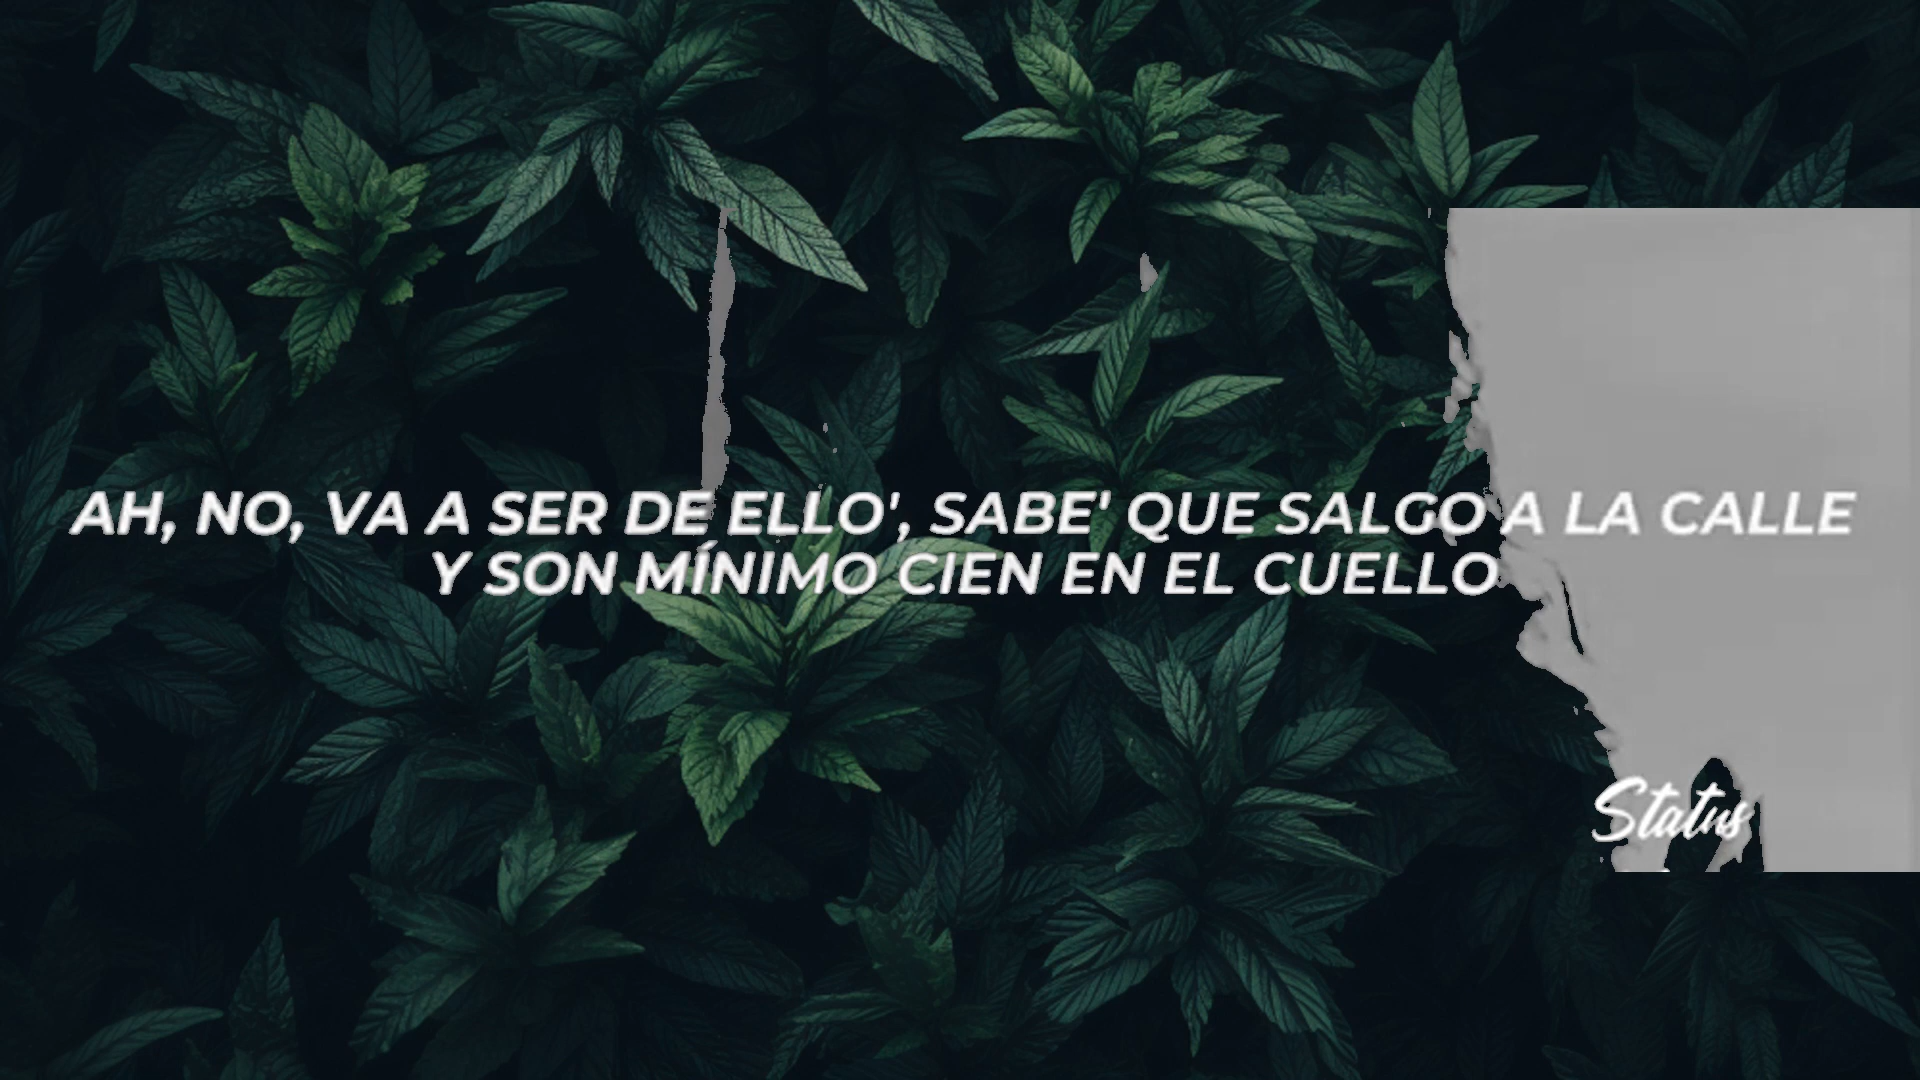 AH, NO, VA A SER DE ELLO', SABE' QUE SALGO A LA CALLE
Y SON MÍNIMO CIEN EN EL CUELLO
Status